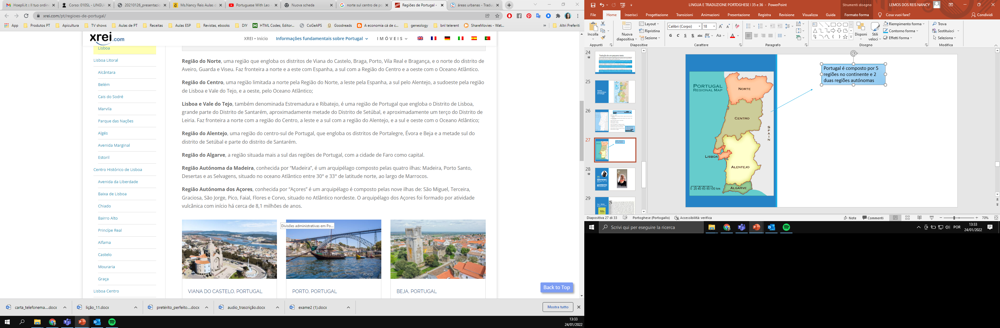 Hoepli.it :: Il tuo ordin
Corso: 010SL - LINGUA
20210126_presentazio
Ms.Nancy Reis Aulas d
Portuguese With Leo -
Nuova scheda
norte sul centro de po
Regiões de Portugal -
áreas urbanas - Tradu
xrei.com/pt/regioes-de-portugal/
App
Produtos PT
Apicultura
TV shows
Aulas de PT
Receitas
Aulas ESP
Revistas, ebooks
DIY
HTML Codes, Editor...
CoGeAPS
Goodreads
A economia cá de c...
geneology
bnl telerent
ShareMovies - Wat...
»
Altri Preferiti
xrei.com
XREI • Início
Informações fundamentais sobre Portugal
IMÓVEIS
Lisboa
Lisboa Litoral
Alcântara
Belém
Cais do Sodré
Marvila
Parque das Nações
Algés
Avenida Marginal
Estoril
Centro Histórico de Lisboa
Avenida da Liberdade
Baixa de Lisboa
Chiado
Bairro Alto
Príncipe Real
Alfama
Castelo
Mouraria
Graça
Lisboa Centro
Região do Norte, uma região que engloba os distritos de Viana do Castelo, Braga, Porto, Vila Real e Bragança, e o norte do distrito de
Aveiro, Guarda e Viseu. Faz fronteira a norte e a este com Espanha, a sul com a Região do Centro e a oeste com o Oceano Atlântico.
Região do Centro, uma região limitada a norte pela Região do Norte, a leste pela Espanha, a sul pelo Alentejo, a sudoeste pela região
de Lisboa e Vale do Tejo, e a oeste, pelo Oceano Atlântico;
Lisboa e Vale do Tejo, também denominada Estremadura e Ribatejo, é uma região de Portugal que engloba o Distrito de Lisboa,
grande parte do Distrito de Santarém, aproximadamente metade do Distrito de Setúbal, e aproximadamente um terço do Distrito de
Leiria. Faz fronteira a norte com a região do Centro, a leste e a sul com a região do Alentejo, e a sul e oeste com o Oceano Atlântico;
Região do Alentejo, uma região do centro-sul de Portugal, que engloba os distritos de Portalegre, Évora e Beja e a metade sul do
distrito de Setúbal e parte do distrito de Santarém.
Região do Algarve, a região situada mais a sul das regiões de Portugal, com a cidade de Faro como capital.
Região Autónoma da Madeira, conhecida por “Madeira”, é um arquipélago composto pelas quatro ilhas: Madeira, Porto Santo,
Desertas e as Selvagens, situado no oceano Atlântico entre 30° e 33° de latitude norte, ao largo de Marrocos.
Região Autónoma dos Açores, conhecida por “Açores” é um arquipélago é composto pelas nove ilhas de: São Miguel, Terceira,
Graciosa, São Jorge, Pico, Faial, Flores e Corvo, situado no Atlântico nordeste. O arquipélago dos Açores foi formado por atividade
vulcânica com início há cerca de 8,1 milhões de anos.
Divisões administrativas em Po...
VIANA DO CASTELO
PORTO
www.xrei.com
VIANA DO CASTELO, PORTUGAL
PORTO, PORTUGAL
BEJA, PORTUGAL
Back to Top
carta_telefonema....docx
lição_11.docx
pretérito_perfeito....docx
audio_trascrição.docx
exame2 (1).docx
Mostra tutto
13:33
24/01/2022
LINGUA E TRADUZIONE PORTOGHESE I 35 e 36 - PowerPoint
Strumenti disegno
LEMOS DOS REIS NANCY
File
Home
Inserisci
Progettazione
Transizioni
Animazioni
Presentazione
Registra
Revisione
Visualizza
Guida
Formato forma
Cosa vuoi fare?
Condividi
Incolla
Appunti
Nuova
diapositiva
Layout
Ripristina
Sezione
Diapositive
Calibri (Corpo)
18
G C S S abc AV Aa A
Carattere
Paragrafo
Disponi
Stili
veloci
Riempimento forma
Contorno forma
Effetti forma
Disegno
Trova
Sostituisci
Seleziona
Modifica
24
Tradução de um pequeno texto
25
26
27
28
29
PORTUGAL
REGIONAL MAP
NORTE
CENTRO
SPAIN
LISBOA
ALENTEJO
ALGARVE
0 20 40 60 80 100 km
Portugal é composto por 5
regiões no continente e 2
duas regiões autónomas
Diapositiva 27 di 33
Portoghese (Portogallo)
Accessibilità: verifica
Note
Commenti
70%
Scrivi qui per eseguire la ricerca
POR
13:33
24/01/2022